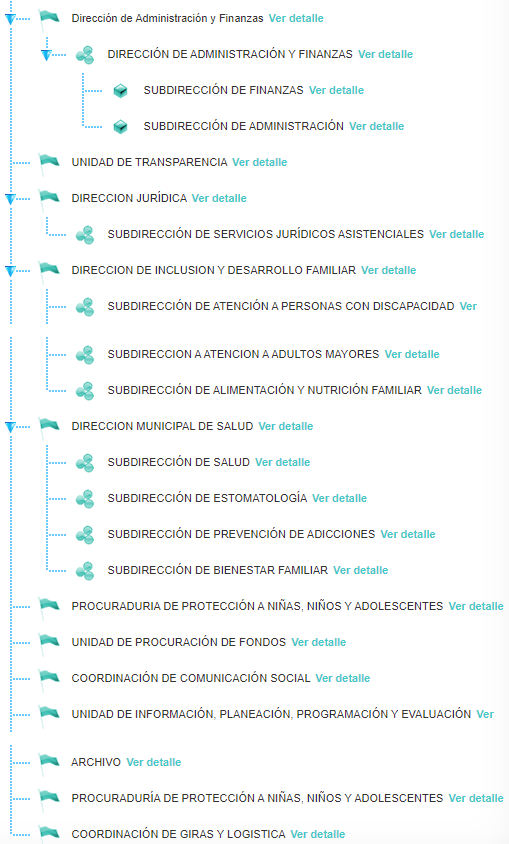 Dirección de Administración y Finanzas Ver detalle
DIRECCIÓN DE ADMINISTRACIÓN Y FINANZAS Ver detalle
SUBDIRECCIÓN DE FINANZAS Ver detalle
SUBDIRECCIÓN DE ADMINISTRACIÓN Ver detalle
UNIDAD DE TRANSPARENCIA Ver detalle
DIRECCION JURÍDICA Ver detalle
SUBDIRECCIÓN DE SERVICIOS JURÍDICOS ASISTENCIALES Ver detalle
DIRECCION DE INCLUSION Y DESARROLLO FAMILIAR Ver detalle
SUBDIRECCIÓN DE ATENCIÓN A PERSONAS CON DISCAPACIDAD Ver
SUBDIRECCION A ATENCION A ADULTOS MAYORES Ver detalle
SUBDIRECCIÓN DE ALIMENTACIÓN Y NUTRICIÓN FAMILIAR Ver detalle
DIRECCION MUNICIPAL DE SALUD Ver detalle
SUBDIRECCIÓN DE SALUD Ver detalle
SUBDIRECCIÓN DE ESTOMATOLOGÍA Ver detalle
SUBDIRECCIÓN DE PREVENCIÓN DE ADICCIONES Ver detalle
SUBDIRECCIÓN DE BIENESTAR FAMILIAR Ver detalle
PROCURADURIA DE PROTECCIÓN A NIÑAS, NIÑOS Y ADOLESCENTES Ver detalle
UNIDAD DE PROCURACIÓN DE FONDOS Ver detalle
COORDINACIÓN DE COMUNICACIÓN SOCIAL Ver detalle
UNIDAD DE INFORMACIÓN, PLANEACIÓN, PROGRAMACIÓN Y EVALUACIÓN Ver
ARCHIVO Ver detalle
PROCURADURÍA DE PROTECCIÓN A NIÑAS, NIÑOS Y ADOLESCENTES Ver detalle
COORDINACIÓN DE GIRAS Y LOGISTICA Ver detalle